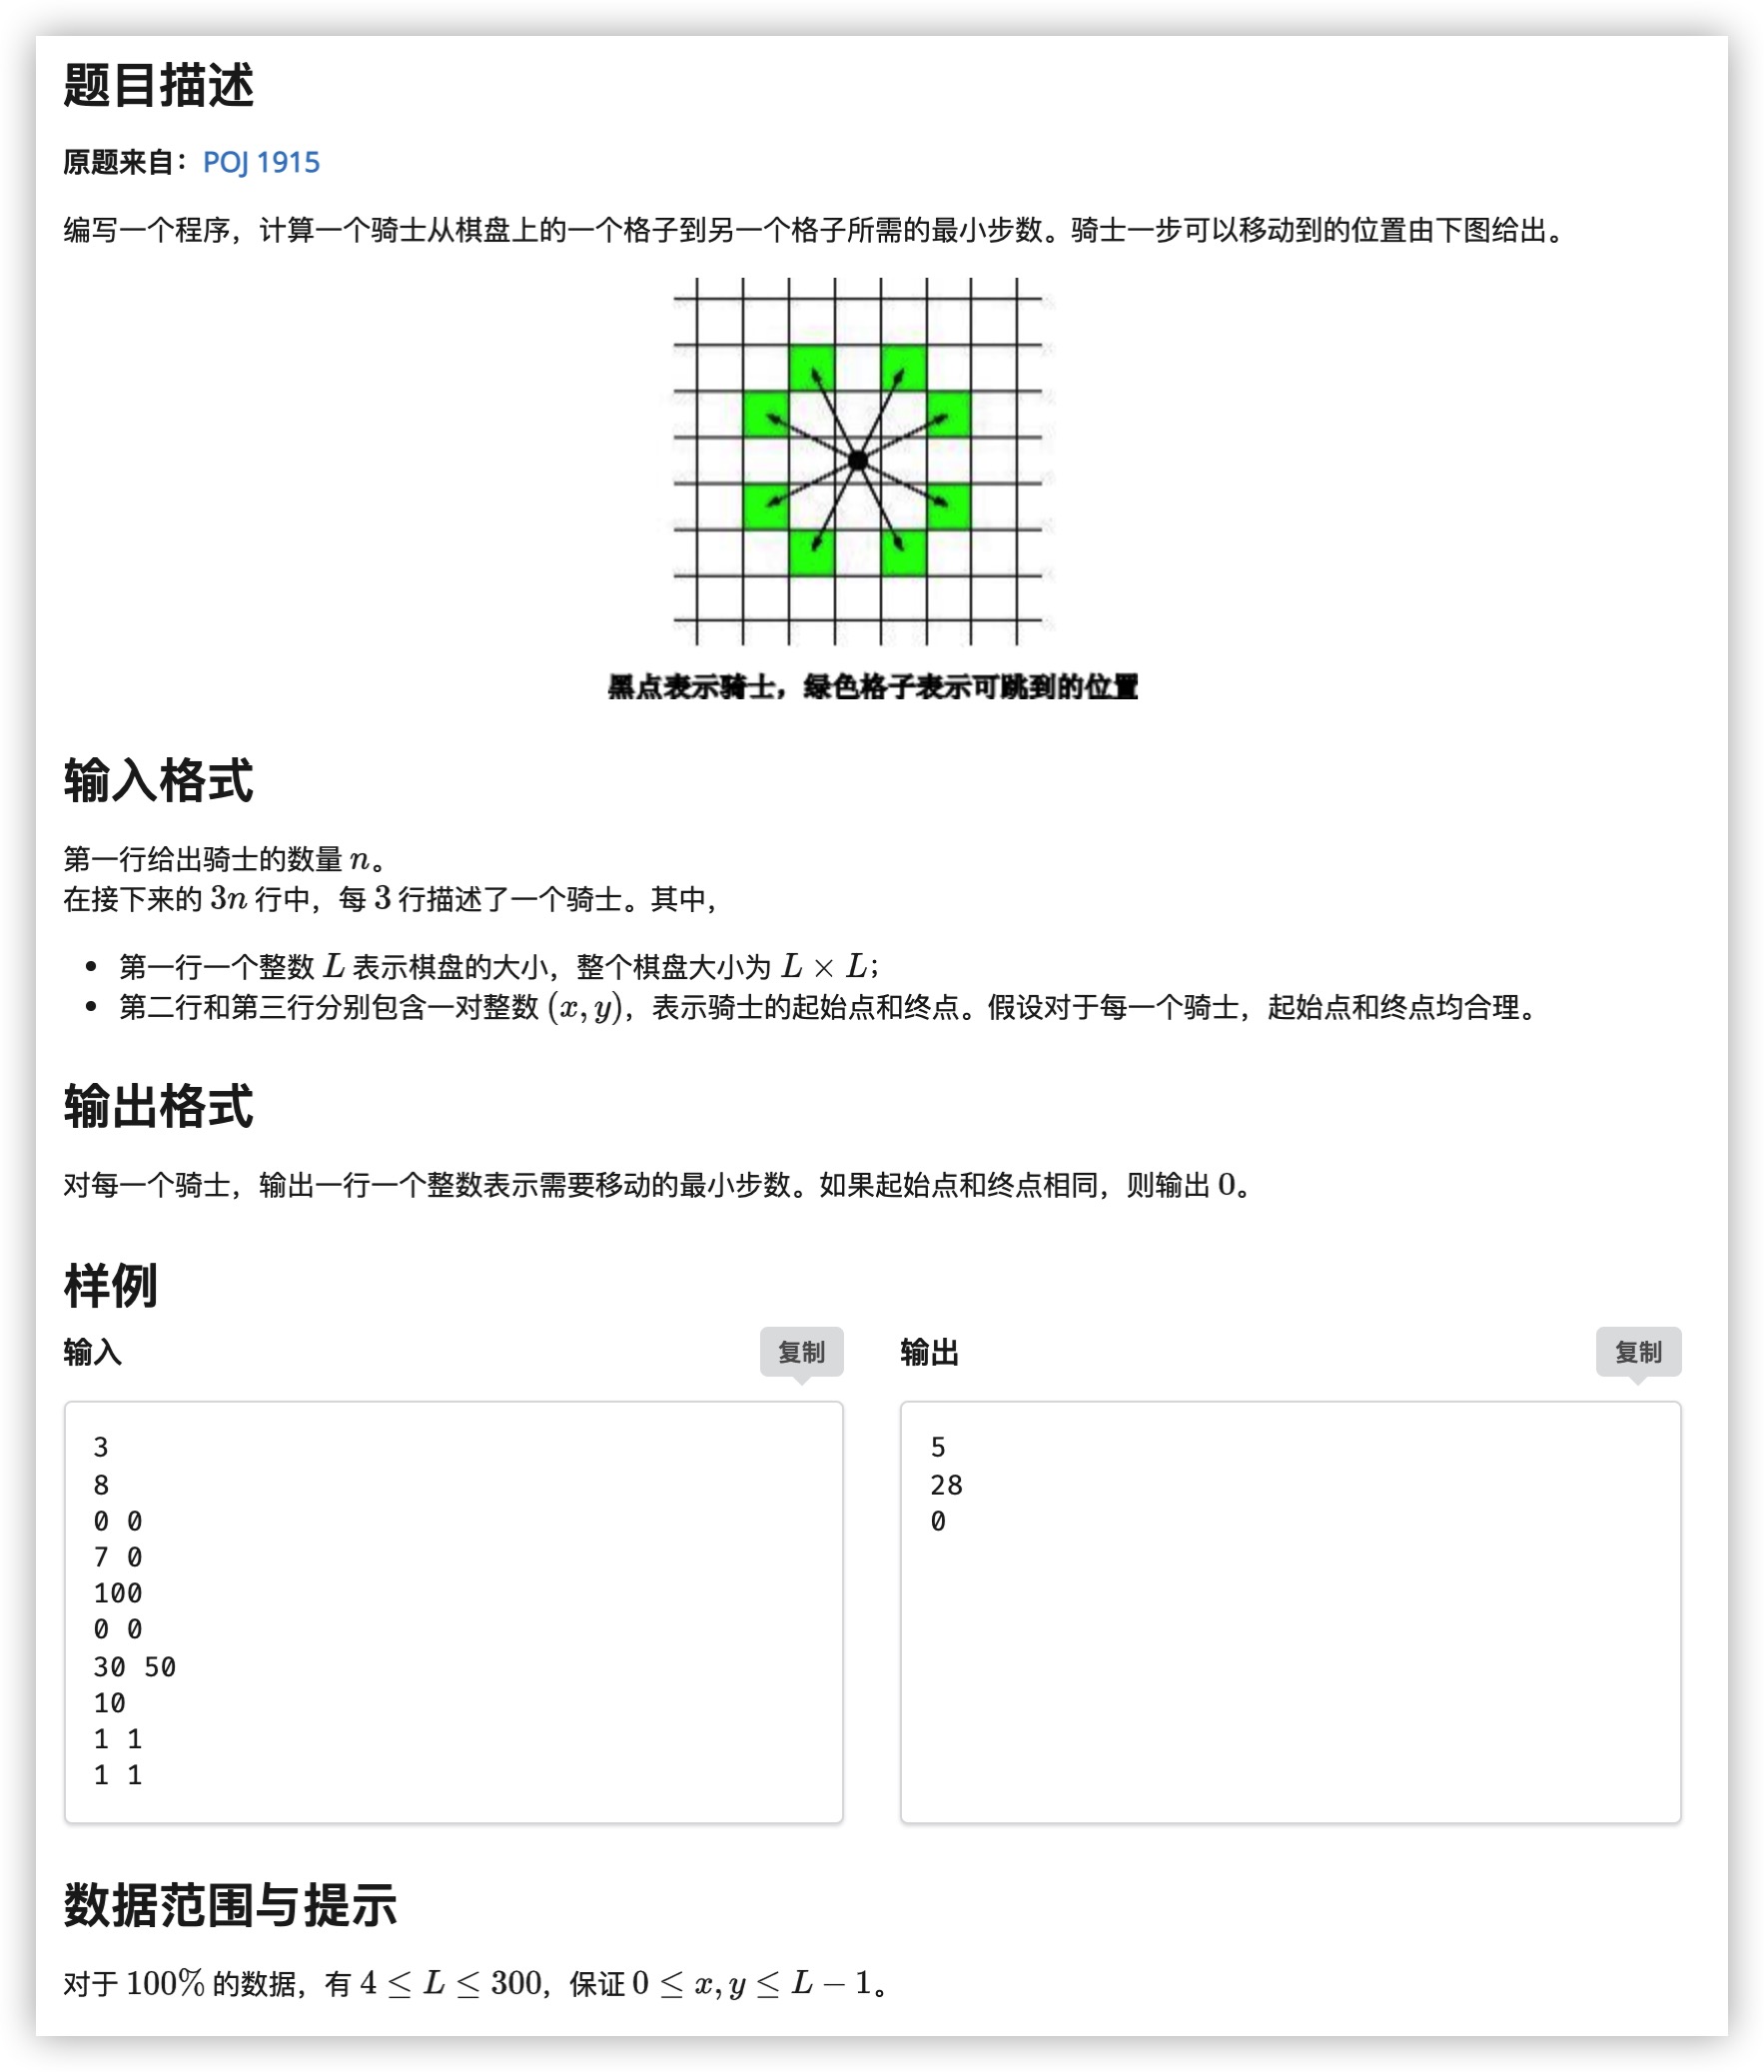 题目描述
原题来自：POJ 1915
编写一个程序，计算一个骑士从棋盘上的一个格子到另一个格子所需的最小步数。骑士一步可以移动到的位置由下图给出。
黑点表示骑士，绿色格子表示可跳到的位置
输入格式
第一行给出骑士的数量 n。
在接下来的 3n 行中，每 3 行描述了一个骑士。其中，
• 第一行一个整数 L 表示棋盘的大小，整个棋盘大小为 L × L；
• 第二行和第三行分别包含一对整数 (x, y)，表示骑士的起始点和终点。假设对于每一个骑士，起始点和终点均合理。
输出格式
对每一个骑士，输出一行一个整数表示需要移动的最小步数。如果起始点和终点相同，则输出 0。
样例
输入
复制
3
8
0 0
7 0
100
0 0
30 50
10
1 1
1 1
输出
复制
5
28
0
数据范围与提示
对于 100% 的数据，有 4 ≤ L ≤ 300，保证 0 ≤ x, y ≤ L − 1。